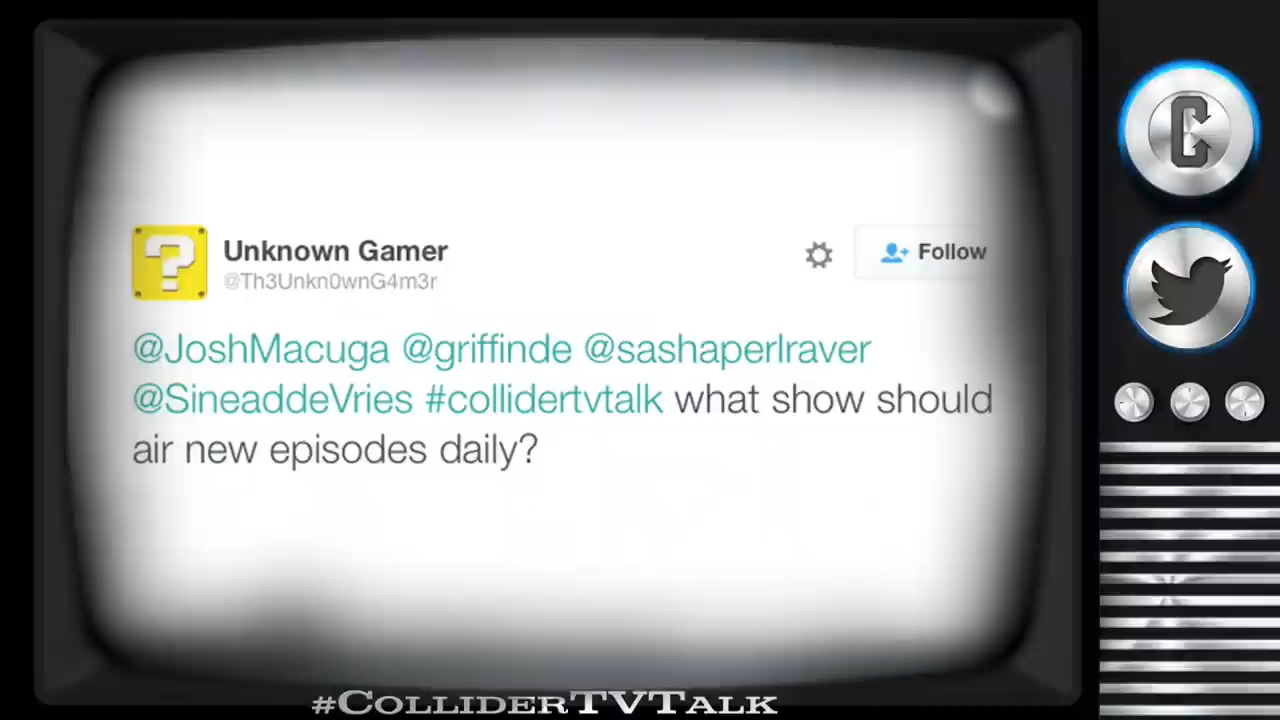 Unknown Gamer
Follow
@Th3Unkn0wnG4m3r
@JoshMacuga @griffinde @sashaperlraver
@SineaddeVries #collidertvtalk what show should
air new episodes daily?
#ColliderTVTalk